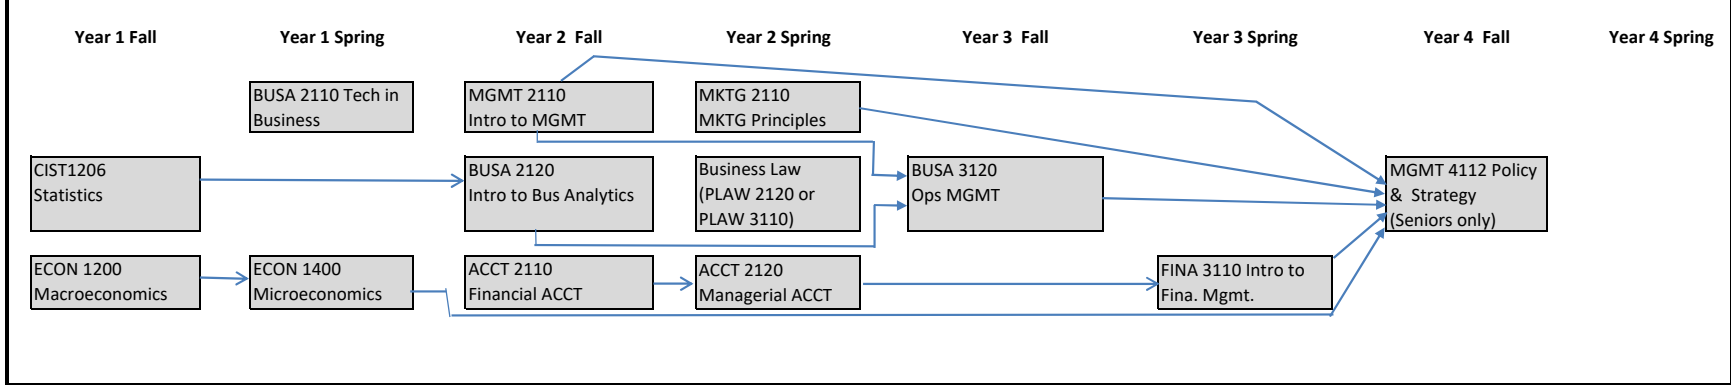 Year 1 Fall
Year 1 Spring
Year 2  Fall
Year 2 Spring
Year 3  Fall
Year 3 Spring
Year 4  Fall
Year 4 Spring
BUSA 2110 Tech in
Business
MGMT 2110
Intro to MGMT
MKTG 2110
MKTG Principles
CIST1206
Statistics
BUSA 2120
Intro to Bus Analytics
Business Law
(PLAW 2120 or
PLAW 3110)
BUSA 3120
Ops MGMT
MGMT 4112 Policy
&  Strategy
(Seniors only)
ECON 1200
Macroeconomics
ECON 1400
Microeconomics
ACCT 2110
Financial ACCT
ACCT 2120
Managerial ACCT
FINA 3110 Intro to
Fina. Mgmt.